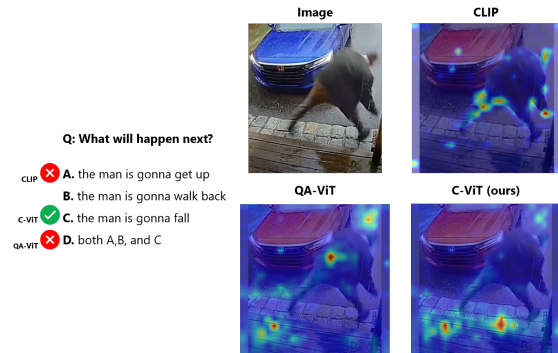 Image
CLIP
Q: What will happen next?
CLIP A. the man is gonna get up
B. the man is gonna walk back
C-ViT C. the man is gonna fall
QA-ViT D. both A,B, and C
QA-ViT
C-ViT (ours)